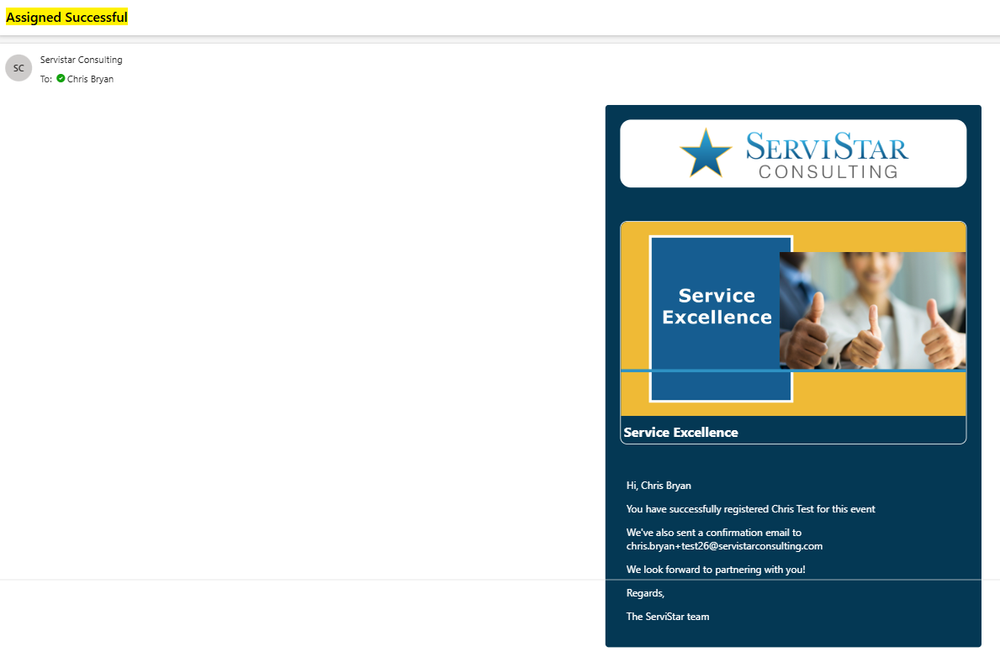 Assigned Successful
SC
Servistar Consulting
To: Chris Bryan
SERVISTAR
CONSULTING
Service
Excellence
Service Excellence
Hi, Chris Bryan
You have successfully registered Chris Test for this event
We've also sent a confirmation email to
chris.bryan+test26@servistarconsulting.com
We look forward to partnering with you!
Regards,
The ServiStar team